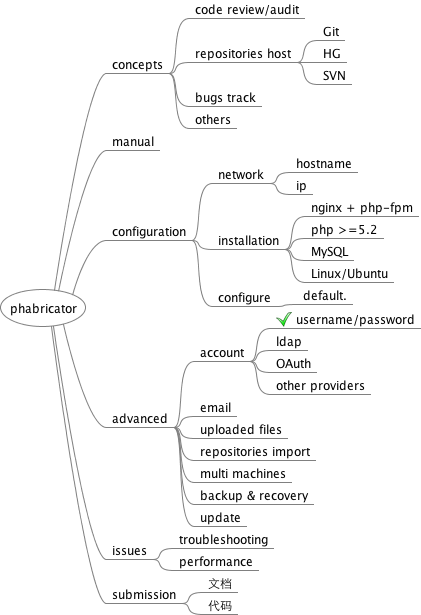 phabricator
concepts
code review/audit
repositories host
Git
HG
SVN
bugs track
others
manual
configuration
network
hostname
ip
installation
nginx + php-fpm
php >=5.2
MySQL
Linux/Ubuntu
configure
default.
advanced
account
username/password
ldap
OAuth
other providers
email
uploaded files
repositories import
multi machines
backup & recovery
update
issues
troubleshooting
performance
submission
文档
代码